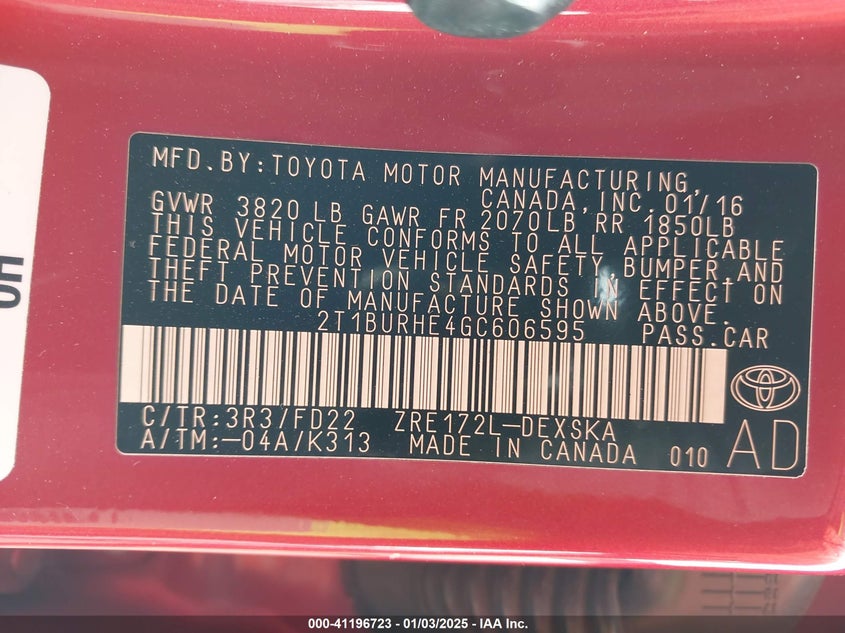 HO
MFD.BY:TOYOTA MOTOR MANUFACTURING,
CANADA,INC.01/16
GVWR 3820 LB GAWR FR 2070LB RR 1850LB
THIS VEHICLE CONFORMS TO ALL APPLICABLE
FEDERAL MOTOR VEHICLE SAFETY,BUMPER,AND
THEFT PREVENTION STANDARDS IN EFFECT ON
THE DATE OF MANUFACTURE SHOWN ABOVE.
2T1BURHE4GC606595 PASS.CAR
C/TR:3R3/FD22 ZRE172L-DEXSKA
A/TM:-04A/K313 MADE IN CANADA 010 AD
000-41196723 | 01/03/2025 - IAA Inc.